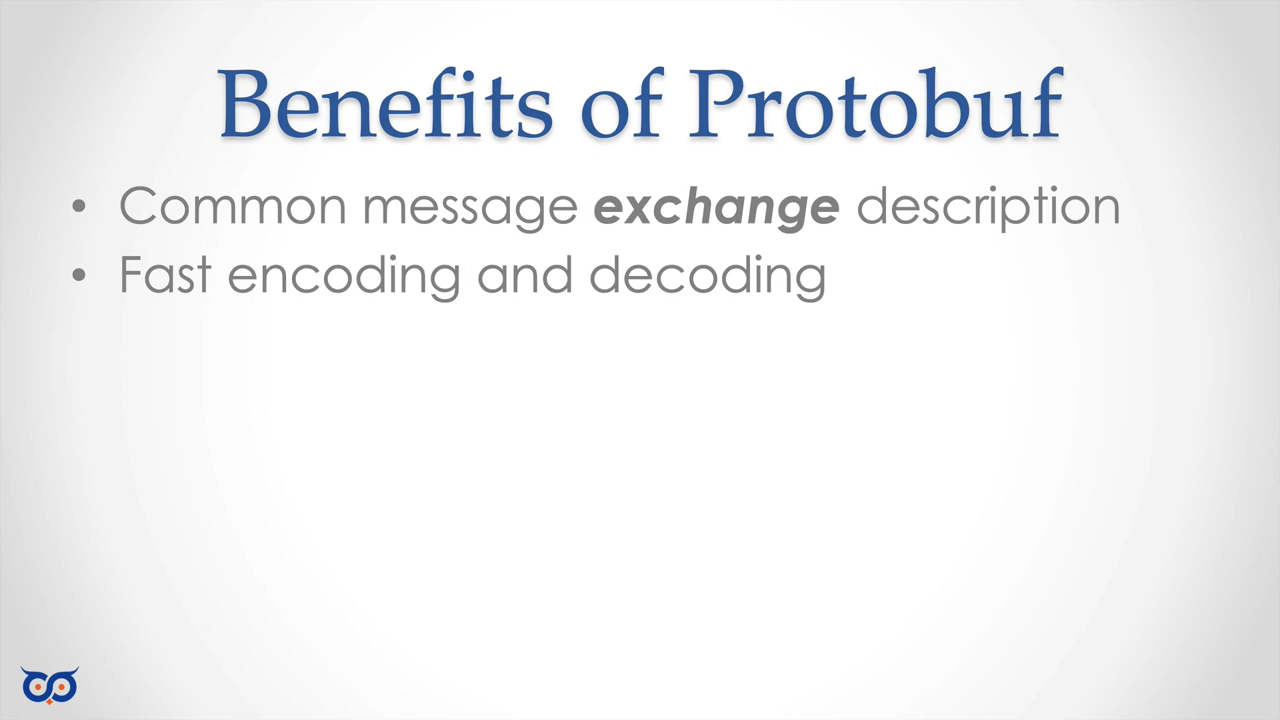 Benefits of Protobuf
• Common message exchange description
• Fast encoding and decoding